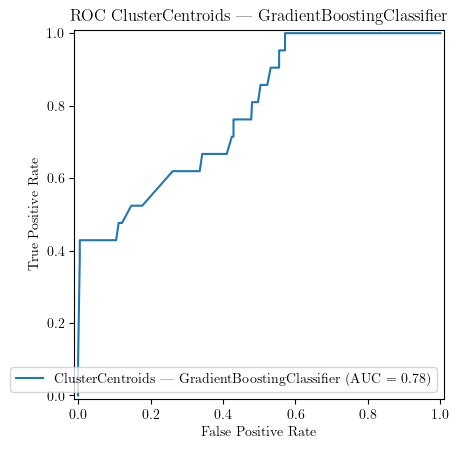 ROC ClusterCentroids — GradientBoostingClassifier
1.0
0.8
0.6
0.4
0.2
0.0
True Positive Rate
ClusterCentroids — GradientBoostingClassifier (AUC = 0.78)
0.0 0.2 0.4 0.6 0.8 1.0
False Positive Rate